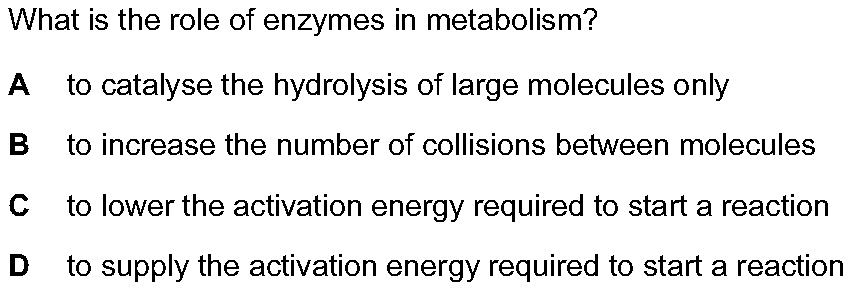 What is the role of enzymes in metabolism?
A to catalyse the hydrolysis of large molecules only
B to increase the number of collisions between molecules
C to lower the activation energy required to start a reaction
D to supply the activation energy required to start a reaction